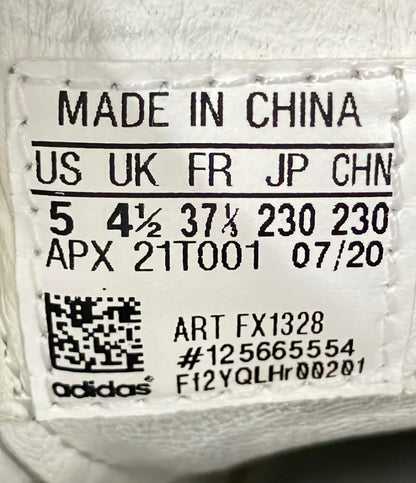 MADE IN CHINA
US UK FR JP CHN
5 4½ 37⅓ 230 230
APX 21T001 07/20
ART FX1328
#125665554
adidas F12YQLHr00201